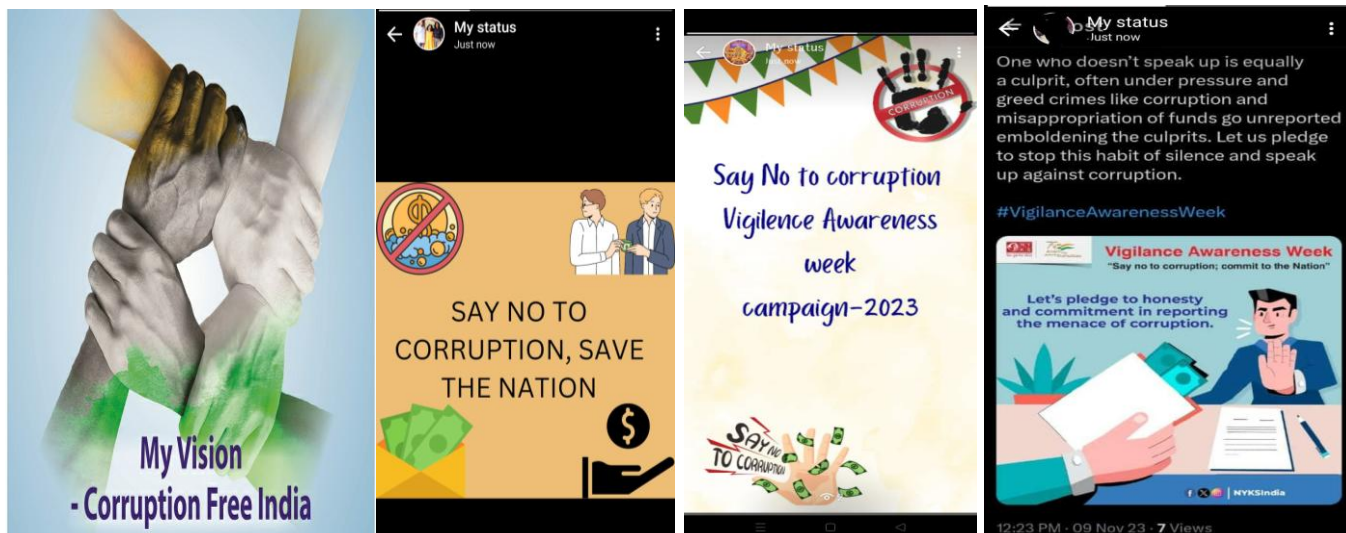 My Vision
- Corruption Free India
My status
Just now
SAY NO TO
CORRUPTION, SAVE
THE NATION
My status
Just now
CORRUPTION
Say No to corruption
Vigilence Awareness
week
campaign-2023
SAY NO
TO CORRUPTION
My status
Just now
One who doesn't speak up is equally
a culprit, often under pressure and
greed crimes like corruption and
misappropriation of funds go unreported
emboldening the culprits. Let us pledge
to stop this habit of silence and speak
up against corruption.
#VigilanceAwarenessWeek
Vigilance Awareness Week
"Say no to corruption; commit to the Nation"
Let's pledge to honesty
and commitment in reporting
the menace of corruption.
NYKSIndia
12:23 PM · 09 Nov 23 · 7 Views